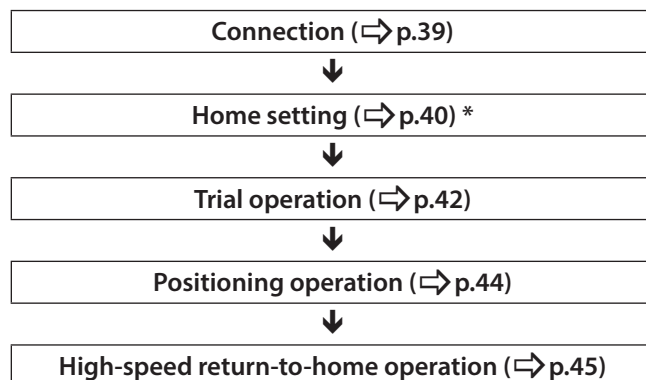 Connection (⇨ p.39)
Home setting (⇨ p.40) *
Trial operation (⇨ p.42)
Positioning operation (⇨ p.44)
High-speed return-to-home operation (⇨ p.45)